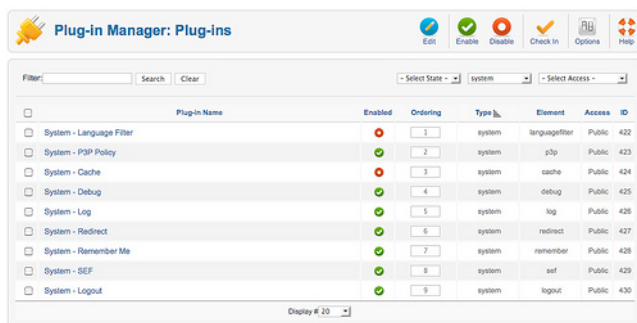 Plug-in Manager: Plug-ins
Edit Enable Disable Check In Options Help
Filter: Search Clear - Select State - system - Select Access -
Plug-in Name Enabled Ordering Type Element Access ID
System - Language Filter 1 system languagefilter Public 422
System - P3P Policy 2 system p3p Public 423
System - Cache 3 system cache Public 424
System - Debug 4 system debug Public 425
System - Log 5 system log Public 426
System - Redirect 6 system redirect Public 427
System - Remember Me 7 system remember Public 428
System - SEF 8 system sef Public 429
System - Logout 9 system logout Public 430
Display # 20